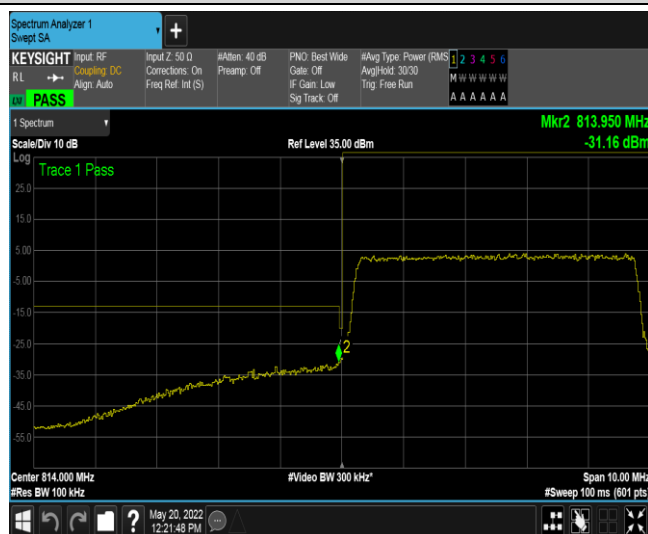 Spectrum Analyzer 1
Swept SA
KEYSIGHT
RL
PASS
Input: RF
Coupling: DC
Align: Auto
Input Z: 50 Ω
Corrections: On
Freq Ref: Int (S)
#Atten: 40 dB
Preamp: Off
PNO: Best Wide
Gate: Off
IF Gain: Low
Sig Track: Off
#Avg Type: Power (RMS
Avg|Hold: 30/30
Trig: Free Run
1 2 3 4 5 6
M W W W W W
A A A A A A
1 Spectrum
Scale/Div 10 dB
Ref Level 35.00 dBm
Mkr2 813.950 MHz
-31.16 dBm
Log
Trace 1 Pass
25.0
15.0
5.00
-5.00
-15.0
-25.0
-35.0
-45.0
-55.0
2
Center 814.000 MHz
#Video BW 300 kHz*
Span 10.00 MHz
#Res BW 100 kHz
#Sweep 100 ms (601 pts)
?
May 20, 2022
12:21:48 PM